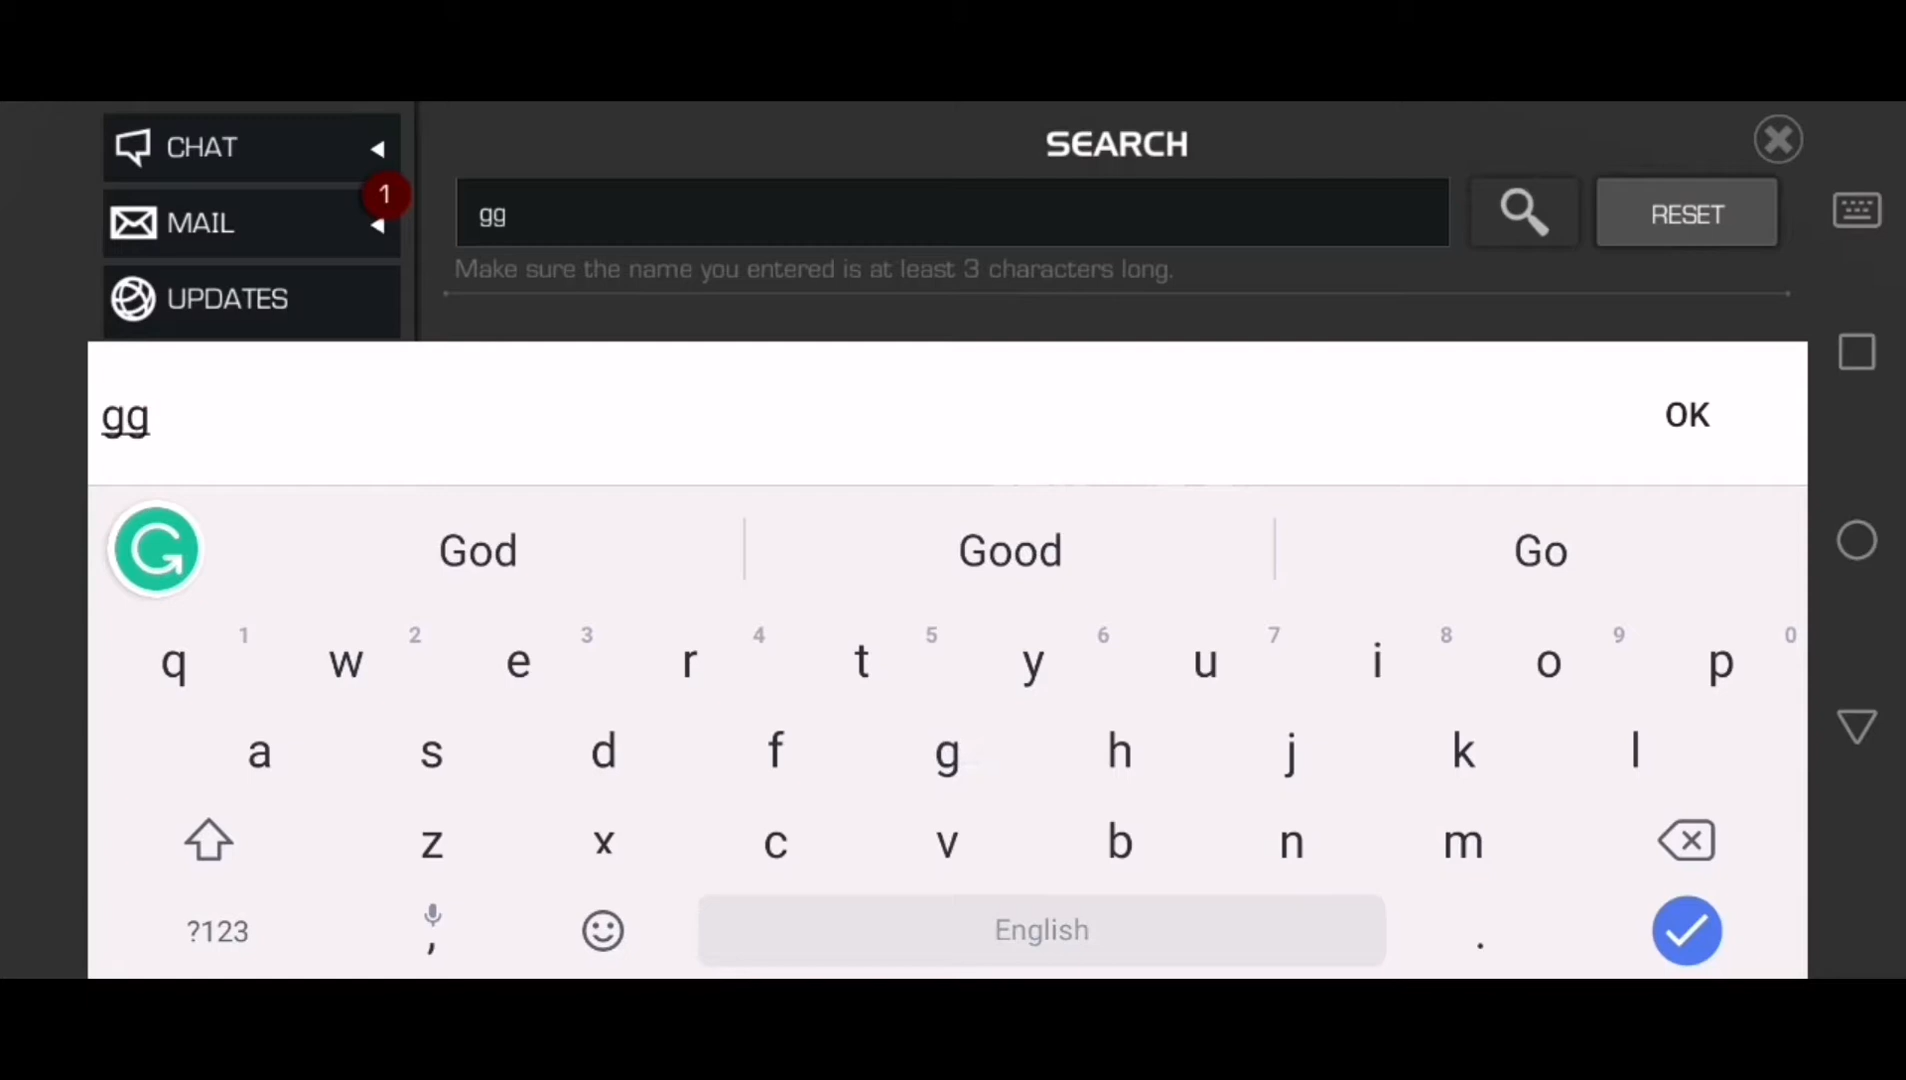 CHAT
1
MAIL
UPDATES
SEARCH
gg
RESET
Make sure the name you entered is at least 3 characters long.
gg
OK
God Good Go
q 1 w 2 e 3 r 4 t 5 y 6 u 7 i 8 o 9 p 0
a s d f g h j k l
z x c v b n m
?123 , English .